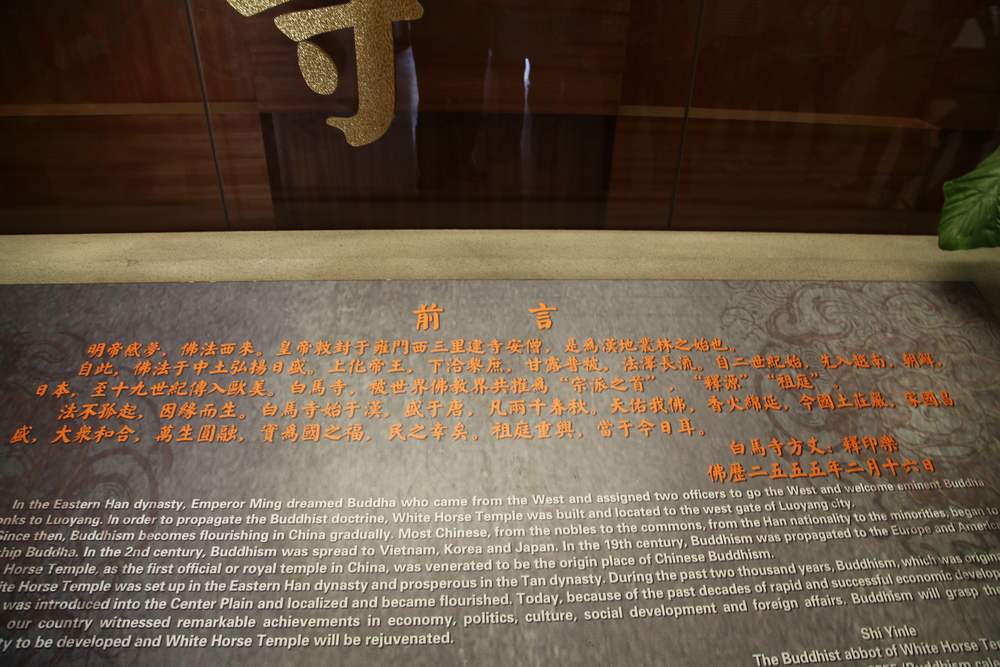 寺
前 言
明帝感夢，佛法西来。皇帝敕封于雍門西三里建寺安僧，是為漢地叢林之始也。
自此，佛法于中土弘揚日盛。上化帝王，下洽黎庶，甘露普被，法澤長流。自二世紀始，先入越南，朝鮮，
日本，至十九世紀傳入歐美。白馬寺，被世界佛教界共推為“宗派之首”，“釋源”“祖庭”。
法不孤起，因緣而生。白馬寺始于漢，盛于唐，凡兩千春秋。天佑我佛，香火綿延，令國土莊嚴，家國昌
盛，大衆和合，萬生圓融，實為國之福，民之幸矣。祖庭重興，當于今日耳。
白馬寺方丈：釋印樂
佛歷二五五五年二月十六日
In the Eastern Han dynasty, Emperor Ming dreamed Buddha who came from the West and assigned two officers to go the West and welcome eminent Buddha
onks to Luoyang. In order to propagate the Buddhist doctrine, White Horse Temple was built and located to the west gate of Luoyang city.
Since then, Buddhism becomes flourishing in China gradually. Most Chinese, from the nobles to the commons, from the Han nationality to the minorities, began to
ship Buddha. In the 2nd century, Buddhism was spread to Vietnam, Korea and Japan. In the 19th century, Buddhism was propagated to the Europe and America
Horse Temple, as the first official or royal temple in China, was venerated to be the origin place of Chinese Buddhism.
ite Horse Temple was set up in the Eastern Han dynasty and prosperous in the Tan dynasty. During the past two thousand years, Buddhism, which was origin
was introduced into the Center Plain and localized and became flourished. Today, because of the past decades of rapid and successful economic develop
our country witnessed remarkable achievements in economy, politics, culture, social development and foreign affairs, Buddhism will grasp th
ty to be developed and White Horse Temple will be rejuvenated.
Shi Yinle
The Buddhist abbot of White Horse Te